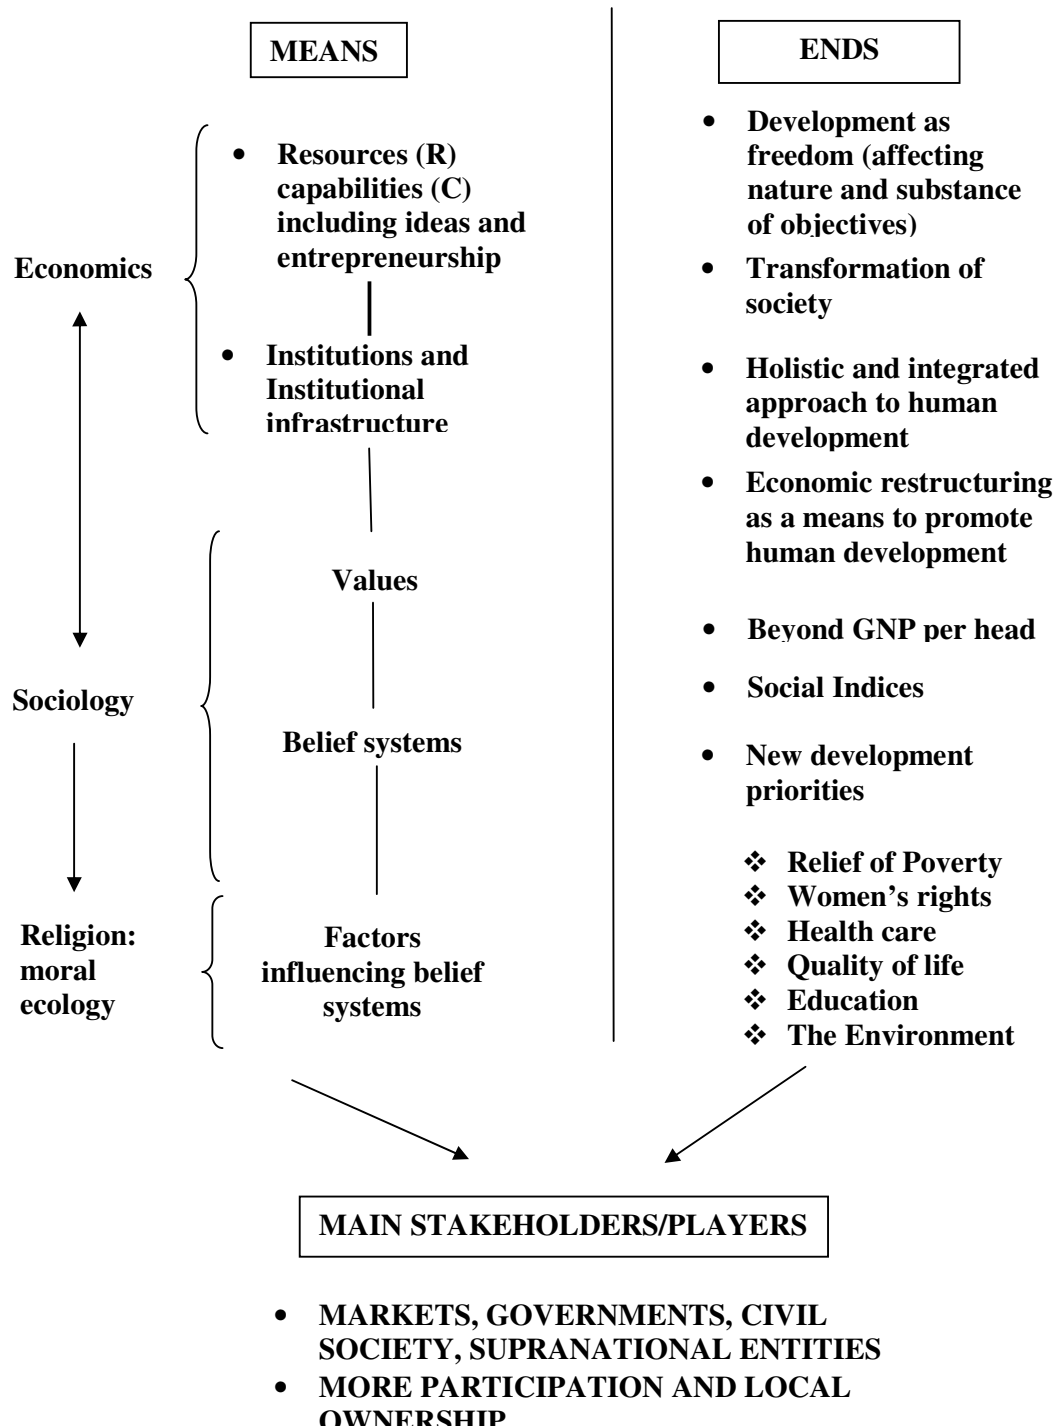 MEANS
• Resources (R)
capabilities (C)
including ideas and
entrepreneurship
Economics
• Institutions and
Institutional
infrastructure
Values
Sociology
Belief systems
Religion:
moral
ecology
Factors
influencing belief
systems
ENDS
• Development as
freedom (affecting
nature and substance
of objectives)
• Transformation of
society
• Holistic and integrated
approach to human
development
• Economic restructuring
as a means to promote
human development
• Beyond GNP per head
• Social Indices
• New development
priorities
❖ Relief of Poverty
❖ Women’s rights
❖ Health care
❖ Quality of life
❖ Education
❖ The Environment
MAIN STAKEHOLDERS/PLAYERS
• MARKETS, GOVERNMENTS, CIVIL
SOCIETY, SUPRANATIONAL ENTITIES
• MORE PARTICIPATION AND LOCAL
OWNERSHIP